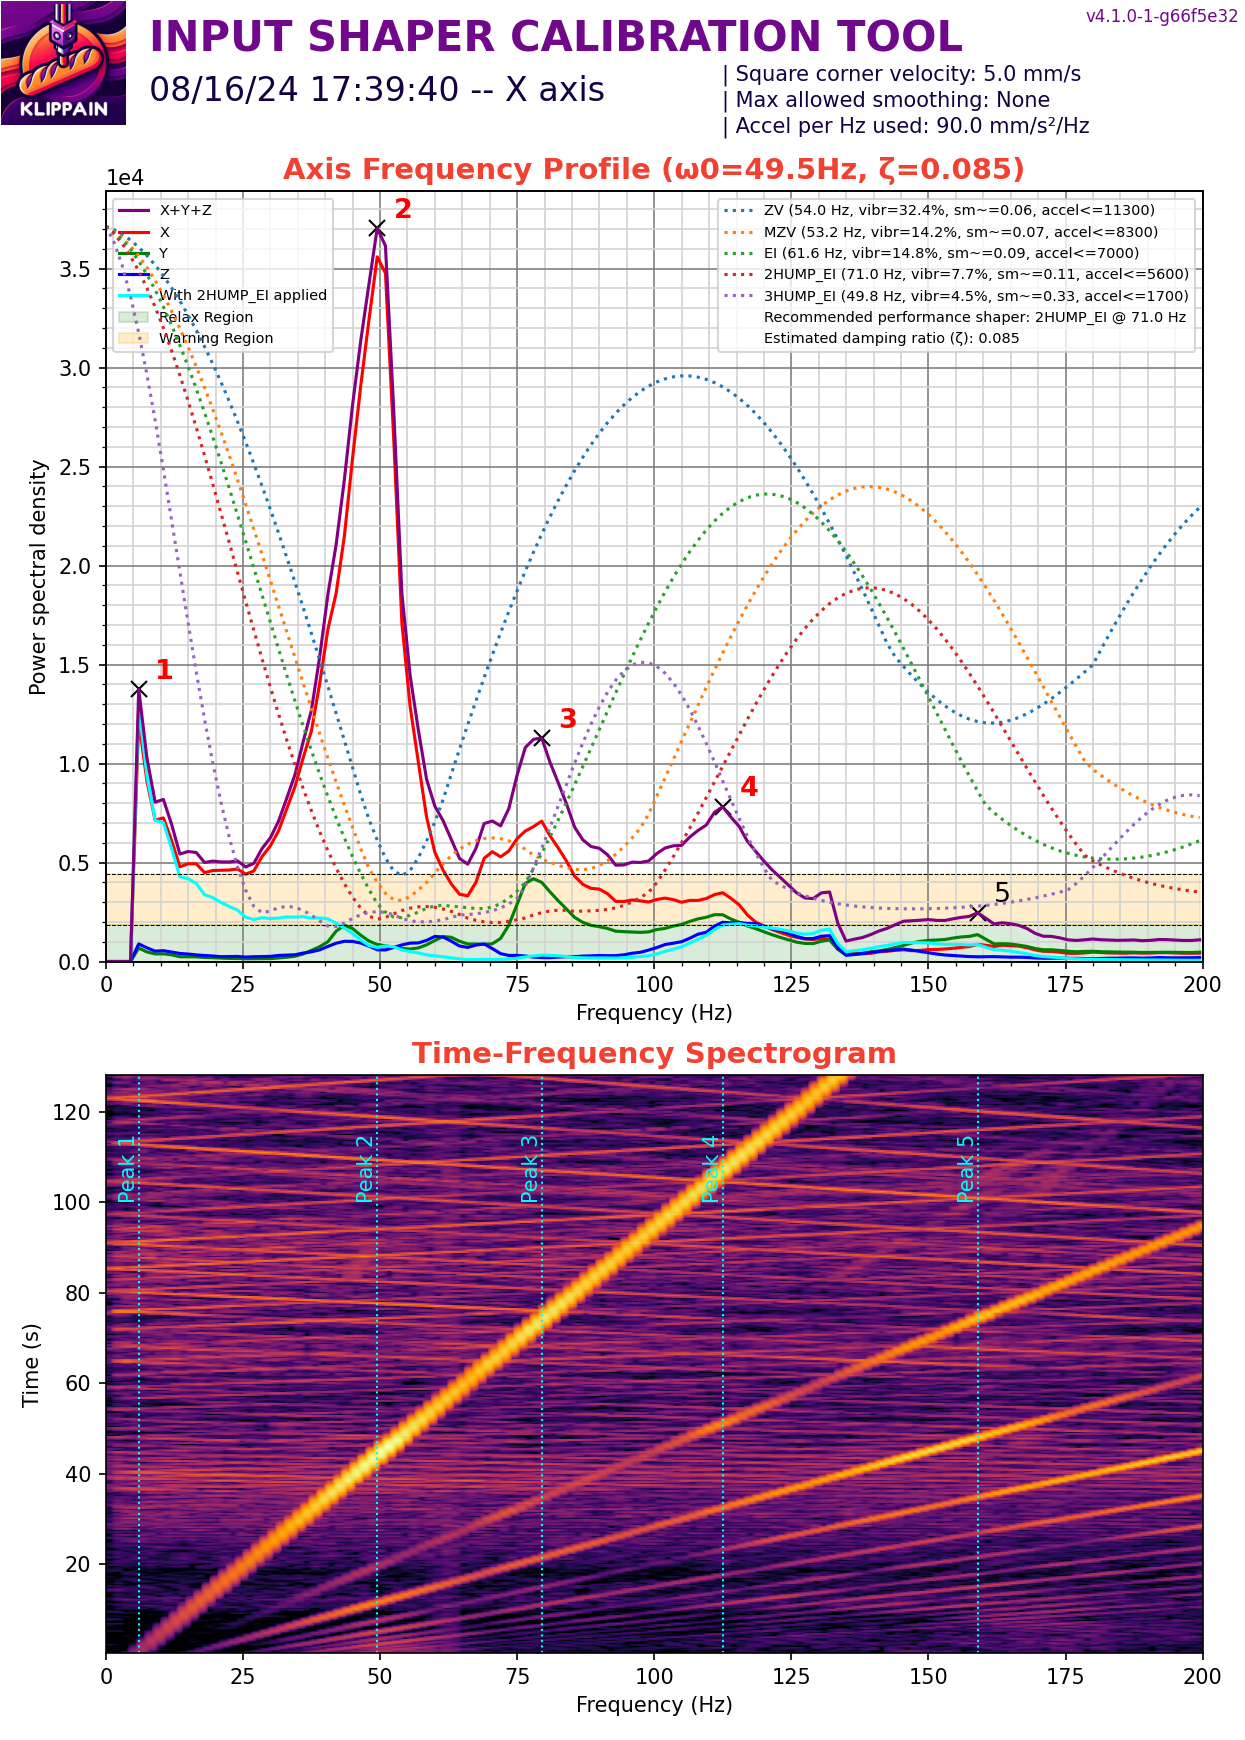 v4.1.0-1-g66f5e32
INPUT SHAPER CALIBRATION TOOL
08/16/24 17:39:40 -- X axis
| Square corner velocity: 5.0 mm/s
| Max allowed smoothing: None
| Accel per Hz used: 90.0 mm/s²/Hz
KLIPPAIN
Axis Frequency Profile (ω0=49.5Hz, ζ=0.085)
1e4
X+Y+Z
X
Y
Z
With 2HUMP_EI applied
Relax Region
Warning Region
ZV (54.0 Hz, vibr=32.4%, sm~=0.06, accel<=11300)
MZV (53.2 Hz, vibr=14.2%, sm~=0.07, accel<=8300)
EI (61.6 Hz, vibr=14.8%, sm~=0.09, accel<=7000)
2HUMP_EI (71.0 Hz, vibr=7.7%, sm~=0.11, accel<=5600)
3HUMP_EI (49.8 Hz, vibr=4.5%, sm~=0.33, accel<=1700)
Recommended performance shaper: 2HUMP_EI @ 71.0 Hz
Estimated damping ratio (ζ): 0.085
1
2
3
4
5
Power spectral density
3.5
3.0
2.5
2.0
1.5
1.0
0.5
0.0
0 25 50 75 100 125 150 175 200
Frequency (Hz)
Time-Frequency Spectrogram
Peak 1
Peak 2
Peak 3
Peak 4
Peak 5
Time (s)
120
100
80
60
40
20
0 25 50 75 100 125 150 175 200
Frequency (Hz)